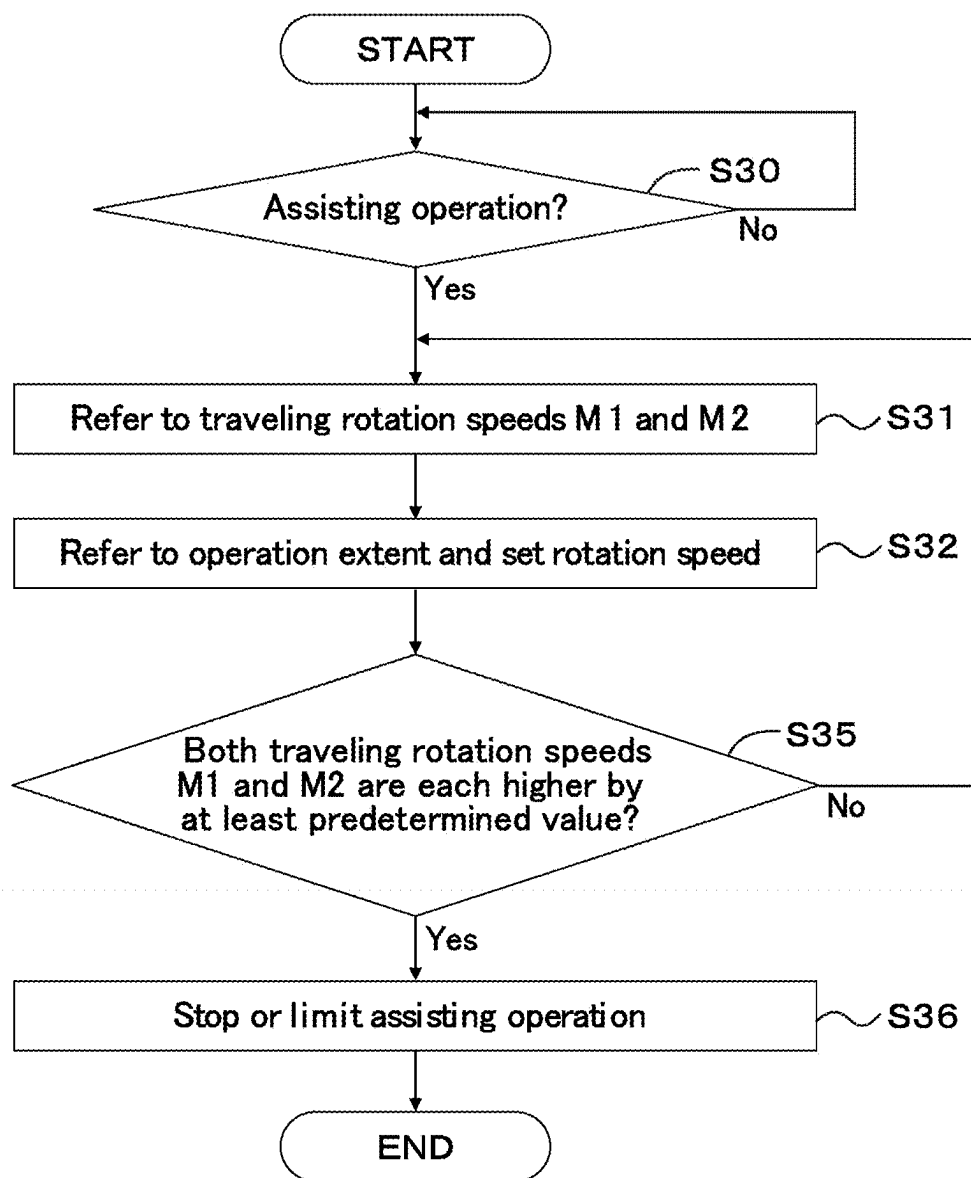 START
S30
Assisting operation?
No
Yes
Refer to traveling rotation speeds M1 and M2
S31
Refer to operation extent and set rotation speed
S32
S35
Both traveling rotation speeds
M1 and M2 are each higher by
at least predetermined value?
No
Yes
Stop or limit assisting operation
S36
END